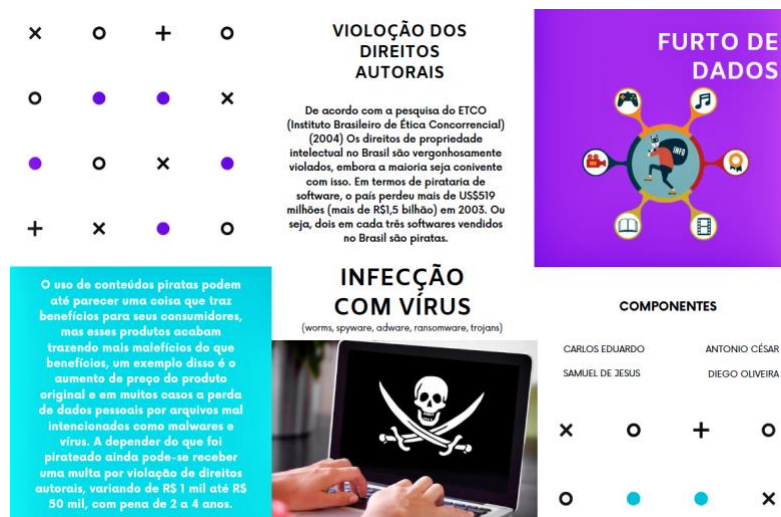 VIOLOÇÃO DOS
DIREITOS
AUTORAIS
De acordo com a pesquisa do ETCO
(Instituto Brasileiro de Ética Concorrencial)
(2004) Os direitos de propriedade
intelectual no Brasil são vergonhosamente
violados, embora a maioria seja conivente
com isso. Em termos de pirataria de
software, o país perdeu mais de US$519
milhões (mais de R$1,5 bilhão) em 2003. Ou
seja, dois em cada três softwares vendidos
no Brasil são piratas.
FURTO DE
DADOS
INFO
O uso de conteúdos piratas podem
até parecer uma coisa que traz
benefícios para seus consumidores,
mas esses produtos acabam
trazendo mais malefícios do que
benefícios, um exemplo disso é o
aumento de preço do produto
original e em muitos casos a perda
de dados pessoais por arquivos mal
intencionados como malwares e
vírus. A depender do que foi
pirateado ainda pode-se receber
uma multa por violação de direitos
autorais, variando de R$ 1 mil até R$
50 mil, com pena de 2 a 4 anos.
INFECÇÃO
COM VÍRUS
(worms, spyware, adware, ransomware, trojans)
COMPONENTES
CARLOS EDUARDO
ANTONIO CÉSAR
SAMUEL DE JESUS
DIEGO OLIVEIRA